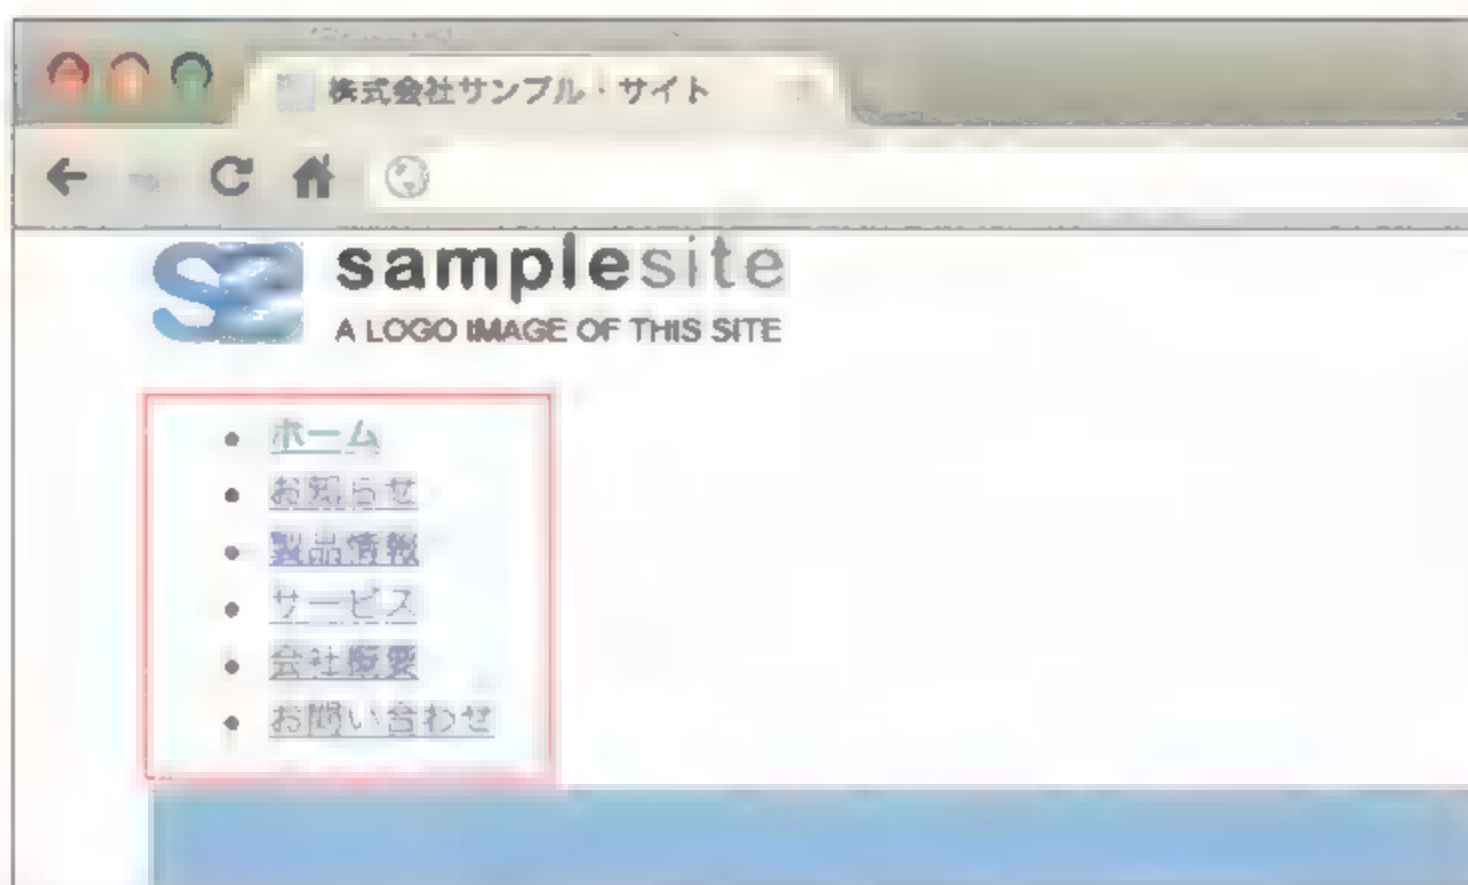 株式会社サンプル・サイト
samplesite
A LOGO IMAGE OF THIS SITE
ホーム
お知らせ
製品情報
サービス
会社概要
お問い合わせ